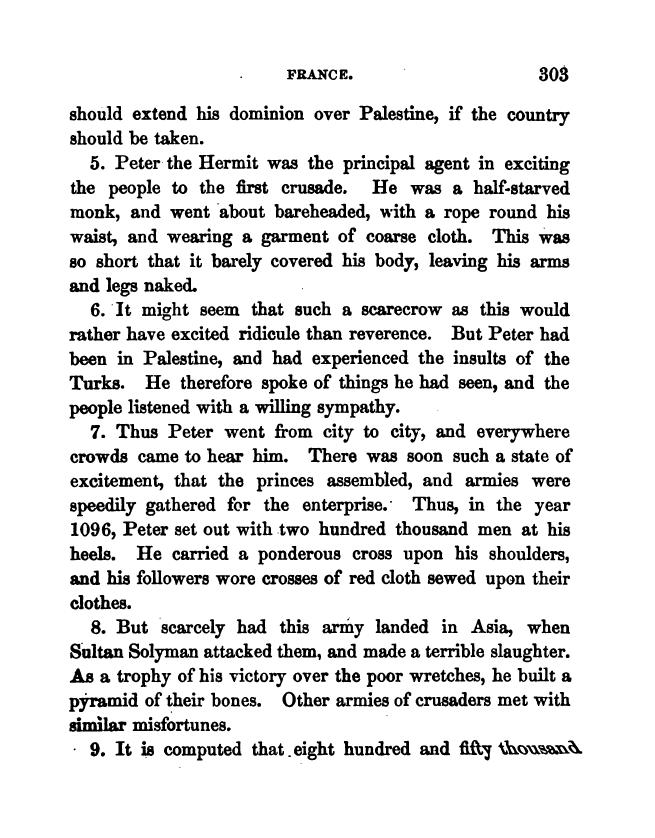 FRANCE. 303
should extend his dominion over Palestine, if the country
should be taken.
5. Peter the Hermit was the principal agent in exciting
the people to the first crusade. He was a half-starved
monk, and went about bareheaded, with a rope round his
waist, and wearing a garment of coarse cloth. This was
so short that it barely covered his body, leaving his arms
and legs naked.
6. It might seem that such a scarecrow as this would
rather have excited ridicule than reverence. But Peter had
been in Palestine, and had experienced the insults of the
Turks. He therefore spoke of things he had seen, and the
people listened with a willing sympathy.
7. Thus Peter went from city to city, and everywhere
crowds came to hear him. There was soon such a state of
excitement, that the princes assembled, and armies were
speedily gathered for the enterprise. Thus, in the year
1096, Peter set out with two hundred thousand men at his
heels. He carried a ponderous cross upon his shoulders,
and his followers wore crosses of red cloth sewed upon their
clothes.
8. But scarcely had this army landed in Asia, when
Sultan Solyman attacked them, and made a terrible slaughter.
As a trophy of his victory over the poor wretches, he built a
pyramid of their bones. Other armies of crusaders met with
similar misfortunes.
9. It is computed that eight hundred and fifty thousand